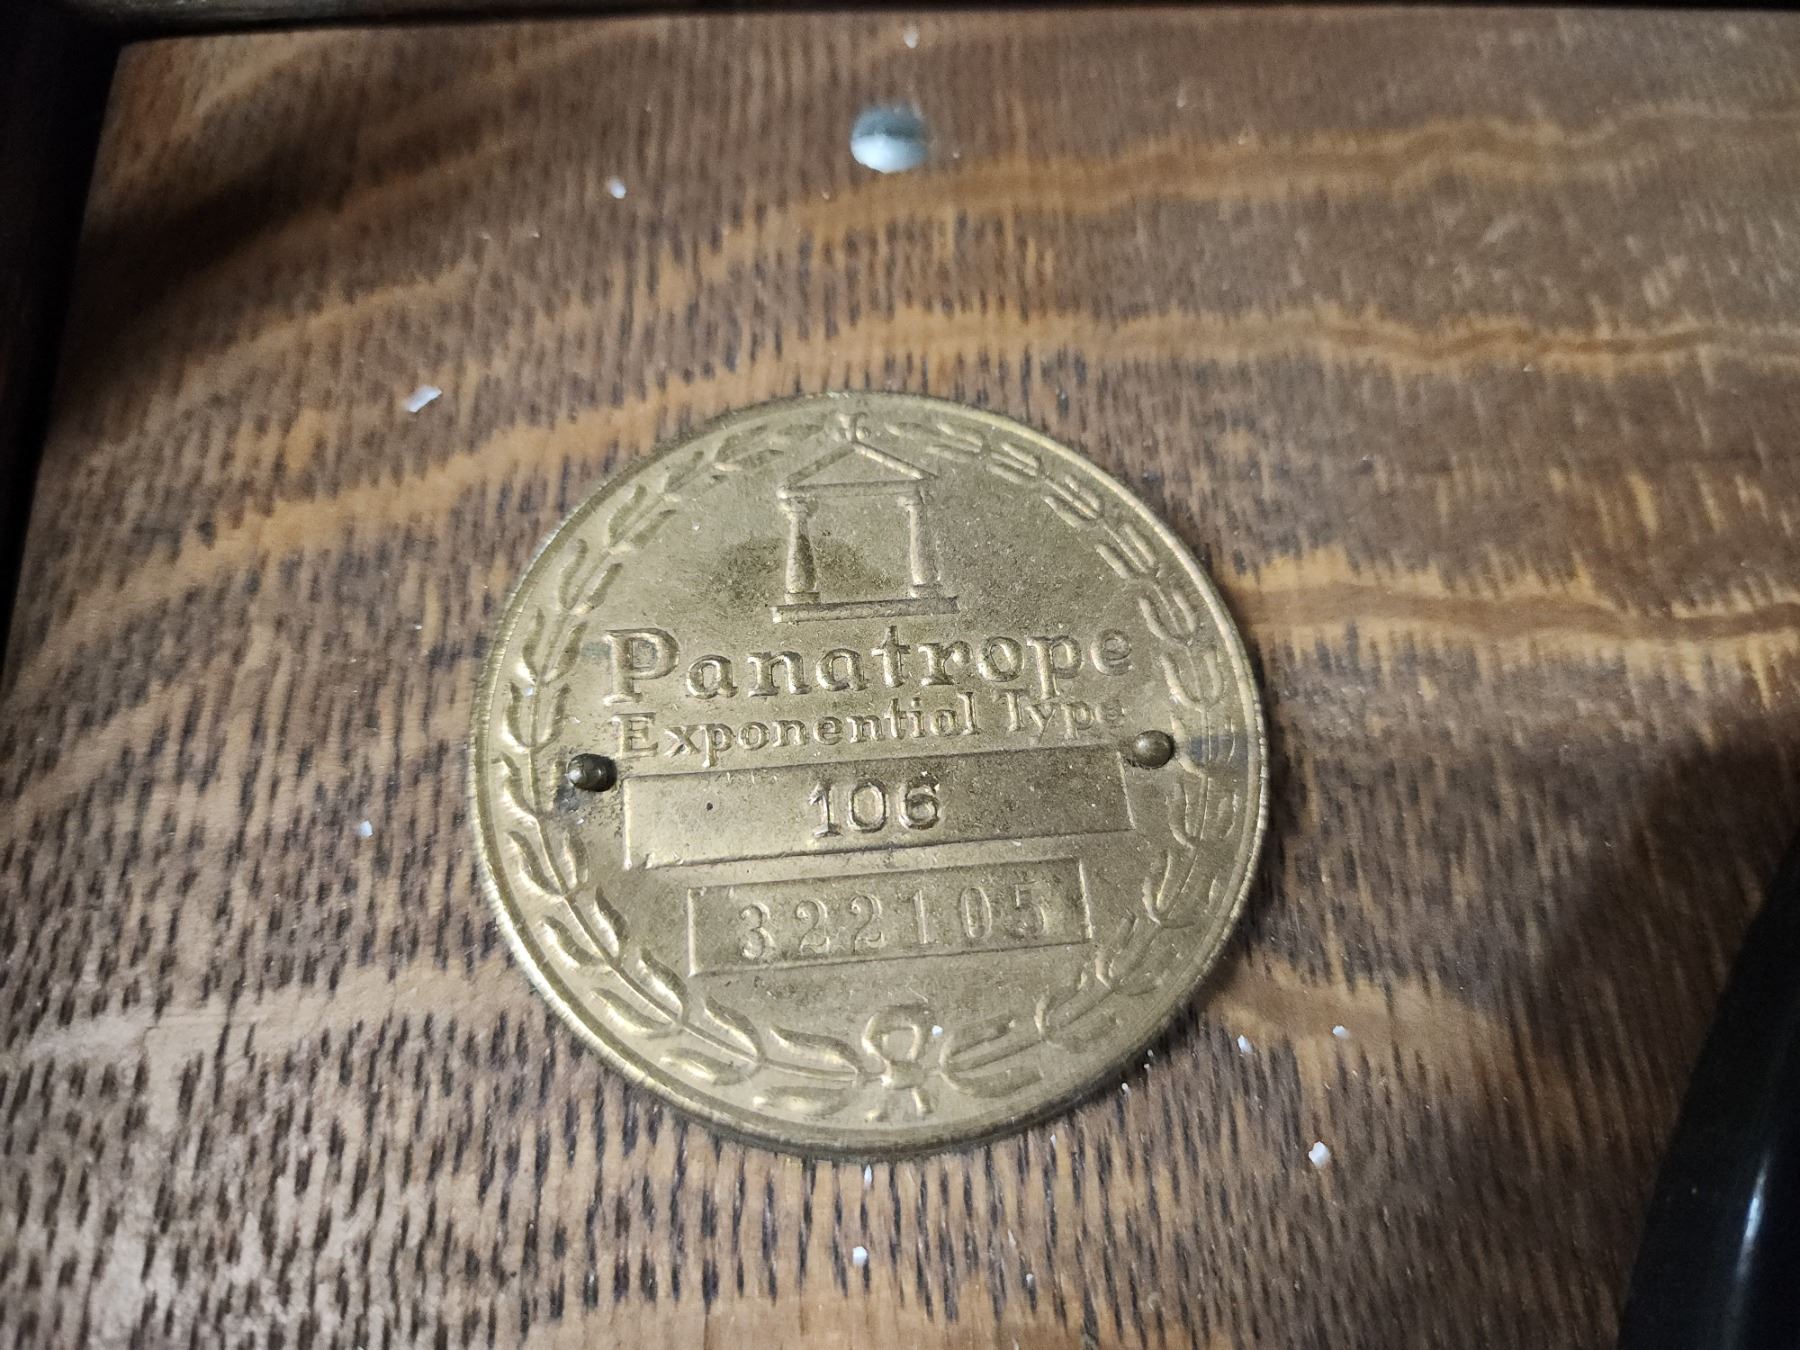 Panatrope
Exponential Type
106
322105